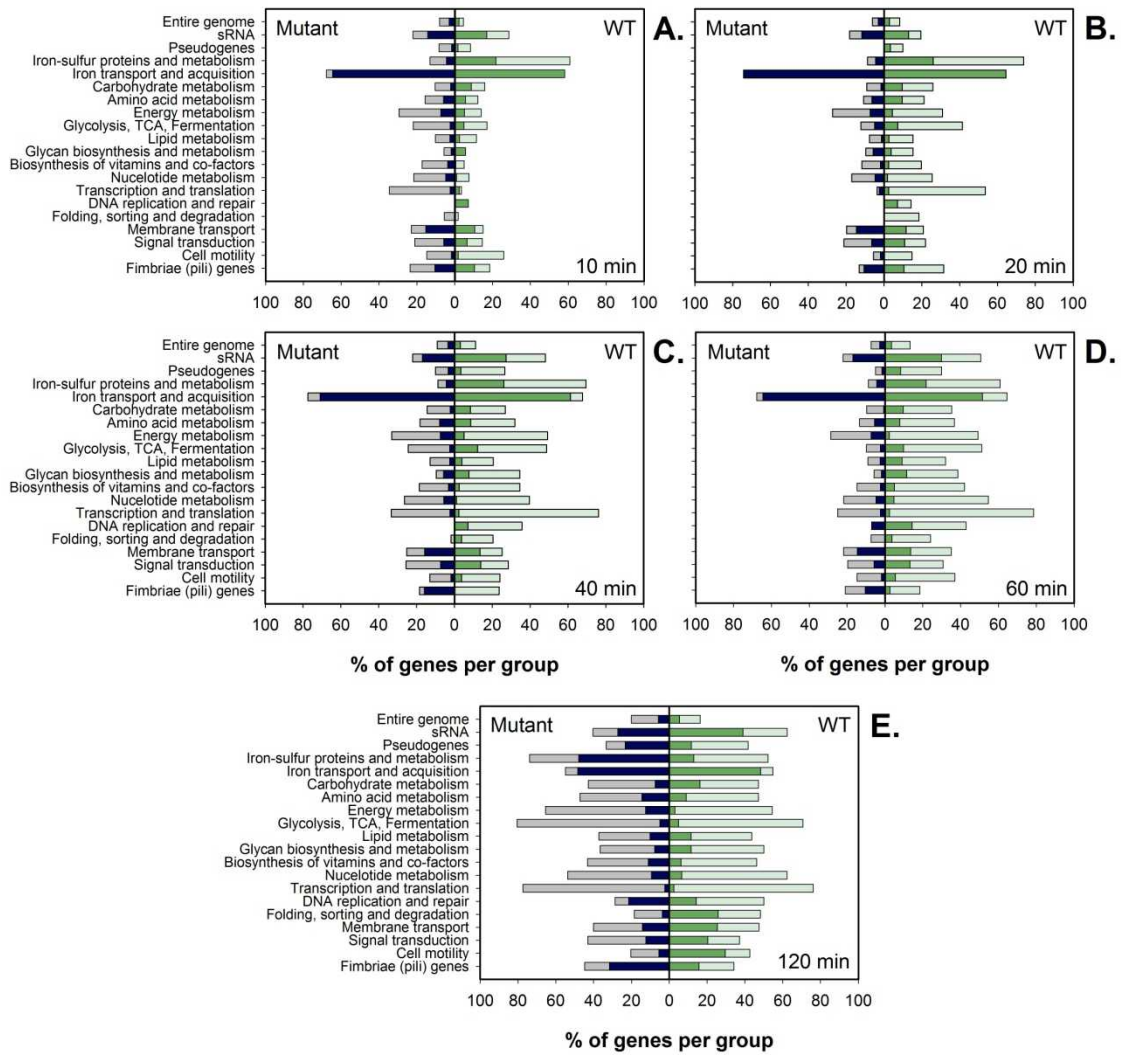 Mutant WT A.
Entire genome
sRNA
Pseudogenes
Iron-sulfur proteins and metabolism
Iron transport and acquisition
Carbohydrate metabolism
Amino acid metabolism
Energy metabolism
Glycolysis, TCA, Fermentation
Lipid metabolism
Glycan biosynthesis and metabolism
Biosynthesis of vitamins and co-factors
Nucelotide metabolism
Transcription and translation
DNA replication and repair
Folding, sorting and degradation
Membrane transport
Signal transduction
Cell motility
Fimbriae (pili) genes
10 min
100 80 60 40 20 0 20 40 60 80 100
Mutant WT B.
20 min
100 80 60 40 20 0 20 40 60 80 100
Mutant WT C.
Entire genome
sRNA
Pseudogenes
Iron-sulfur proteins and metabolism
Iron transport and acquisition
Carbohydrate metabolism
Amino acid metabolism
Energy metabolism
Glycolysis, TCA, Fermentation
Lipid metabolism
Glycan biosynthesis and metabolism
Biosynthesis of vitamins and co-factors
Nucelotide metabolism
Transcription and translation
DNA replication and repair
Folding, sorting and degradation
Membrane transport
Signal transduction
Cell motility
Fimbriae (pili) genes
40 min
100 80 60 40 20 0 20 40 60 80 100
% of genes per group
Mutant WT D.
60 min
100 80 60 40 20 0 20 40 60 80 100
% of genes per group
Mutant WT E.
Entire genome
sRNA
Pseudogenes
Iron-sulfur proteins and metabolism
Iron transport and acquisition
Carbohydrate metabolism
Amino acid metabolism
Energy metabolism
Glycolysis, TCA, Fermentation
Lipid metabolism
Glycan biosynthesis and metabolism
Biosynthesis of vitamins and co-factors
Nucelotide metabolism
Transcription and translation
DNA replication and repair
Folding, sorting and degradation
Membrane transport
Signal transduction
Cell motility
Fimbriae (pili) genes
120 min
100 80 60 40 20 0 20 40 60 80 100
% of genes per group